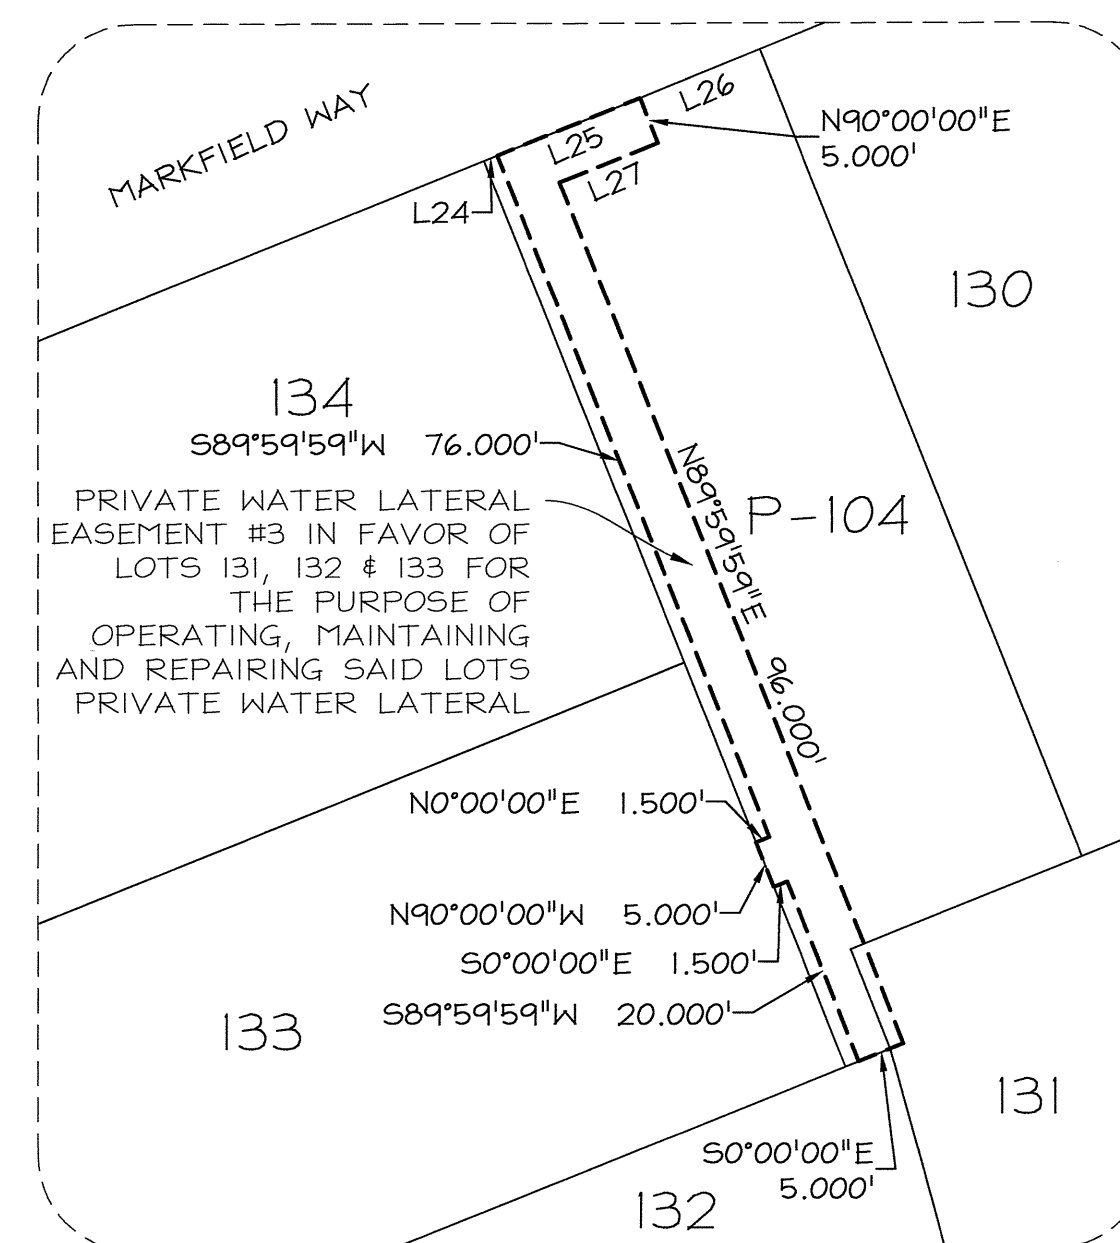 MARKFIELD WAY
L26
L25
L27
L24
N90°00'00"E
5.000'
130
134
S89°59'59"W 76.000'
PRIVATE WATER LATERAL
EASEMENT #3 IN FAVOR OF
LOTS 131, 132 & 133 FOR
THE PURPOSE OF
OPERATING, MAINTAINING
AND REPAIRING SAID LOTS
PRIVATE WATER LATERAL
N89°59'59"E 96.000'
P-104
N0°00'00"E 1.500'
N90°00'00"W 5.000'
S0°00'00"E 1.500'
S89°59'59"W 20.000'
133
131
S0°00'00"E
5.000'
132